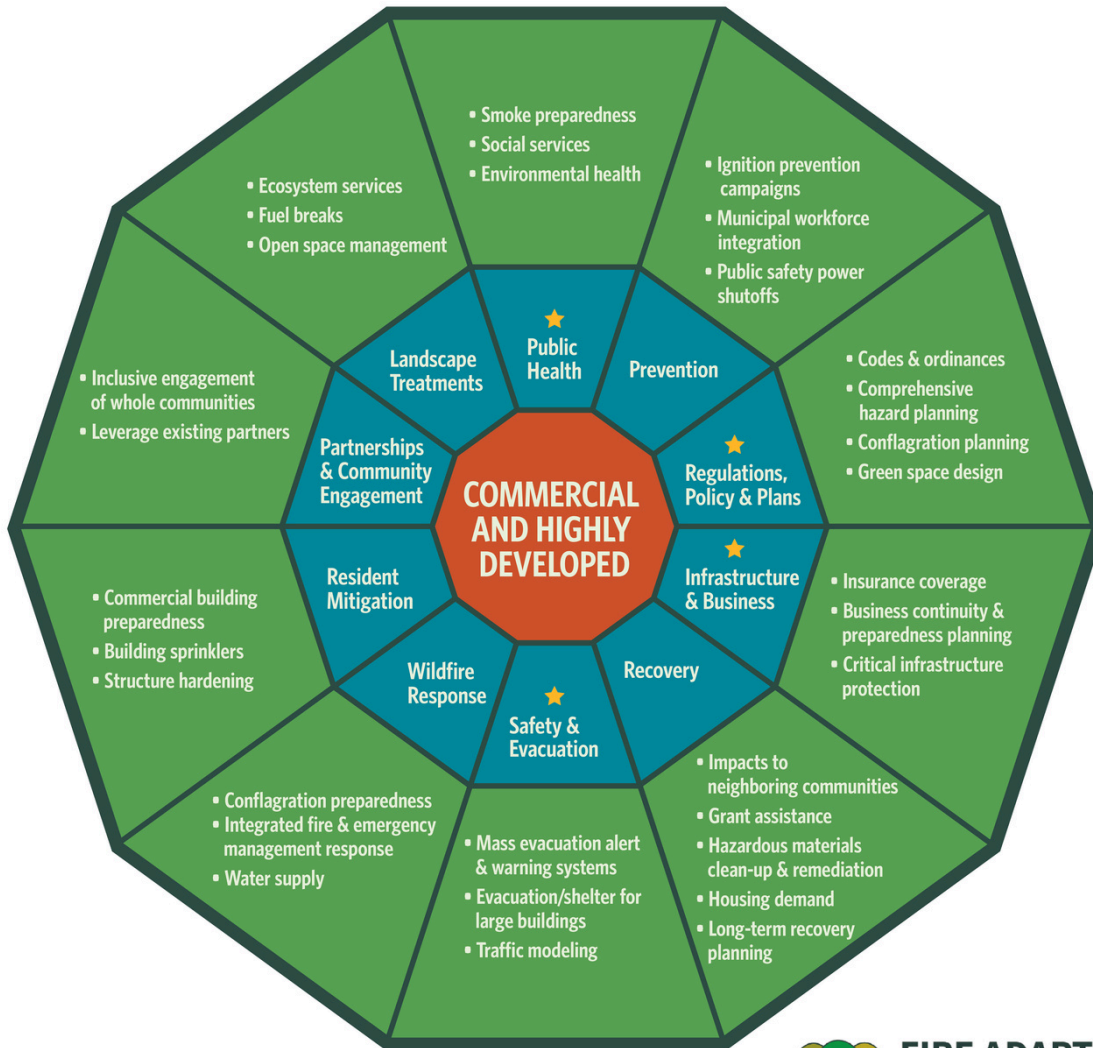 • Smoke preparedness
• Social services
• Environmental health
• Ignition prevention
campaigns
• Municipal workforce
integration
• Public safety power
shutoffs
• Codes & ordinances
• Comprehensive
hazard planning
• Conflagration planning
• Green space design
• Insurance coverage
• Business continuity &
preparedness planning
• Critical infrastructure
protection
• Impacts to
neighboring communities
• Grant assistance
• Hazardous materials
clean-up & remediation
• Housing demand
• Long-term recovery
planning
• Mass evacuation alert
& warning systems
• Evacuation/shelter for
large buildings
• Traffic modeling
• Conflagration preparedness
• Integrated fire & emergency
management response
• Water supply
• Commercial building
preparedness
• Building sprinklers
• Structure hardening
• Inclusive engagement
of whole communities
• Leverage existing partners
• Ecosystem services
• Fuel breaks
• Open space management
Public
Health
Prevention
Regulations,
Policy & Plans
Infrastructure
& Business
Recovery
Safety &
Evacuation
Wildfire
Response
Resident
Mitigation
Partnerships
& Community
Engagement
Landscape
Treatments
COMMERCIAL
AND HIGHLY
DEVELOPED